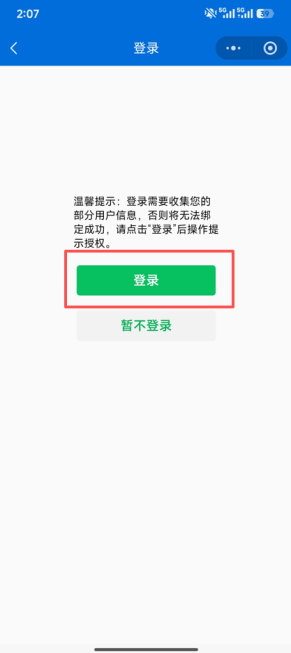 2:07
5G 5G
登录
温馨提示：登录需要收集您的
部分用户信息，否则将无法绑
定成功，请点击“登录”后操作提
示授权。
登录
暂不登录